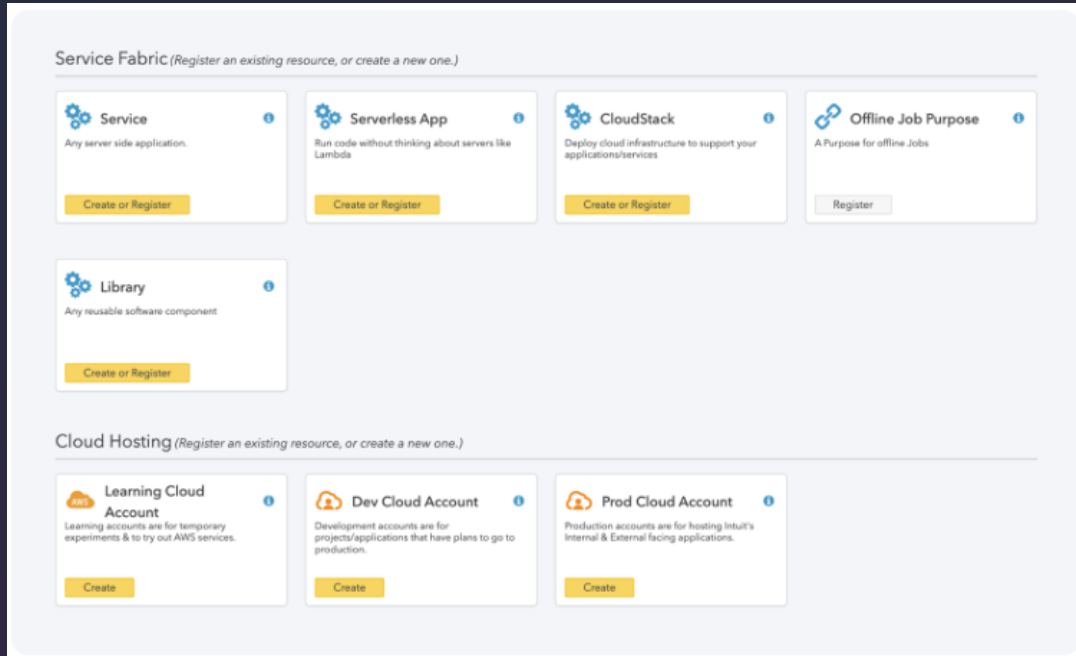 Service Fabric (Register an existing resource, or create a new one.)
Service
Any server side application.
Create or Register
Serverless App
Run code without thinking about servers like
Lambda
Create or Register
CloudStack
Deploy cloud infrastructure to support your
applications/services
Create or Register
Offline Job Purpose
A Purpose for offline Jobs
Register
Library
Any reusable software component
Create or Register
Cloud Hosting (Register an existing resource, or create a new one.)
AWS
Learning Cloud
Account
Learning accounts are for temporary
experiments & to try out AWS services.
Create
Dev Cloud Account
Development accounts are for
projects/applications that have plans to go to
production.
Create
Prod Cloud Account
Production accounts are for hosting Intuit's
Internal & External facing applications.
Create